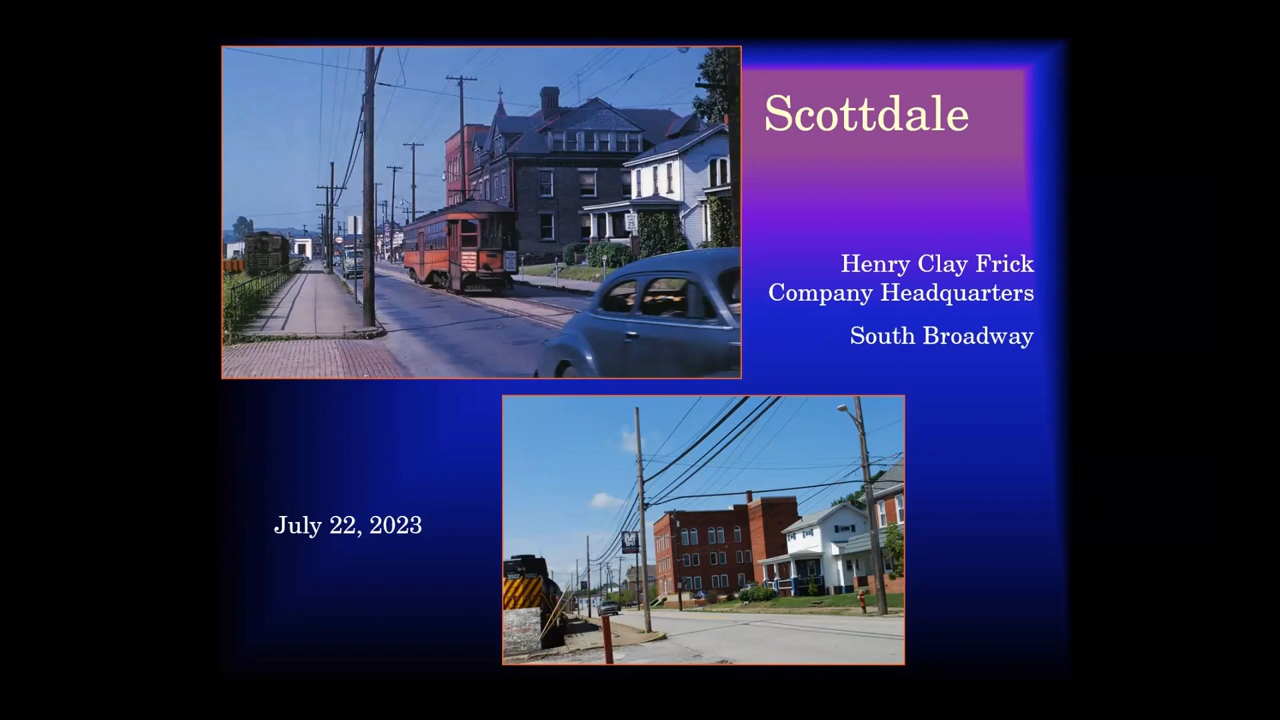 Scottdale
Henry Clay Frick
Company Headquarters
South Broadway
July 22, 2023